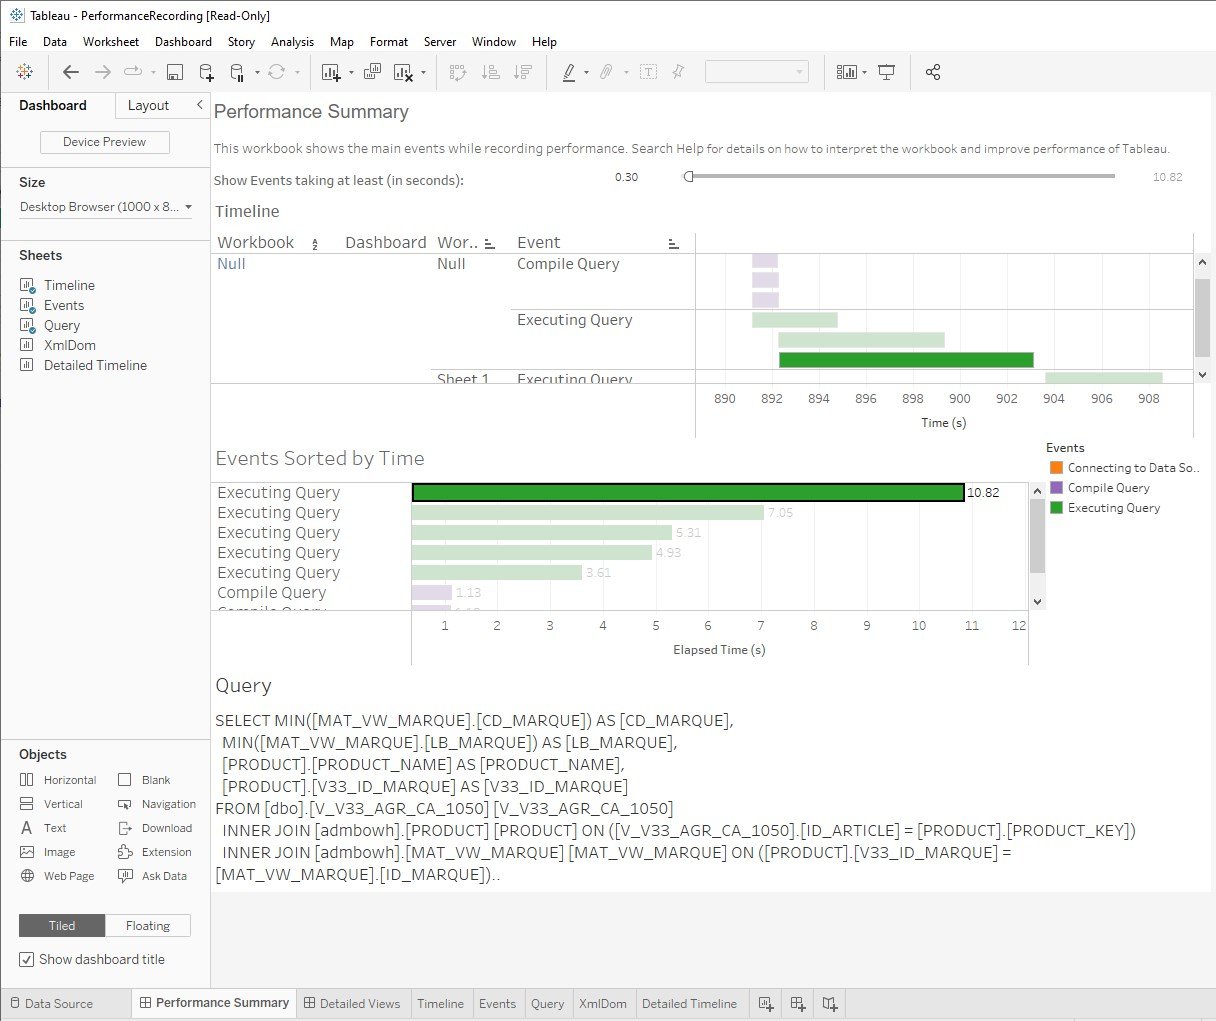 Tableau - PerformanceRecording [Read-Only]
File Data Worksheet Dashboard Story Analysis Map Format Server Window Help
Dashboard Layout
Device Preview
Size
Desktop Browser (1000 x 8...
Sheets
Timeline
Events
Query
XmlDom
Detailed Timeline
Objects
Horizontal Blank
Vertical Navigation
Text Download
Image Extension
Web Page Ask Data
Tiled Floating
Show dashboard title
Performance Summary
This workbook shows the main events while recording performance. Search Help for details on how to interpret the workbook and improve performance of Tableau.
Show Events taking at least (in seconds): 0.30 10.82
Timeline
Workbook Dashboard Wor.. Event
Null Null Compile Query
Executing Query
Sheet 1 Executing Query
890 892 894 896 898 900 902 904 906 908
Time (s)
Events Sorted by Time
Executing Query 10.82
Executing Query 7.05
Executing Query 5.31
Executing Query 4.93
Executing Query 3.61
Compile Query 1.13
Compile Query
1 2 3 4 5 6 7 8 9 10 11 12
Elapsed Time (s)
Events
Connecting to Data So..
Compile Query
Executing Query
Query
SELECT MIN([MAT_VW_MARQUE].[CD_MARQUE]) AS [CD_MARQUE],
MIN([MAT_VW_MARQUE].[LB_MARQUE]) AS [LB_MARQUE],
[PRODUCT].[PRODUCT_NAME] AS [PRODUCT_NAME],
[PRODUCT].[V33_ID_MARQUE] AS [V33_ID_MARQUE]
FROM [dbo].[V_V33_AGR_CA_1050] [V_V33_AGR_CA_1050]
INNER JOIN [admbowh].[PRODUCT] [PRODUCT] ON ([V_V33_AGR_CA_1050].[ID_ARTICLE] = [PRODUCT].[PRODUCT_KEY])
INNER JOIN [admbowh].[MAT_VW_MARQUE] [MAT_VW_MARQUE] ON ([PRODUCT].[V33_ID_MARQUE] =
[MAT_VW_MARQUE].[ID_MARQUE])..
Data Source Performance Summary Detailed Views Timeline Events Query XmlDom Detailed Timeline